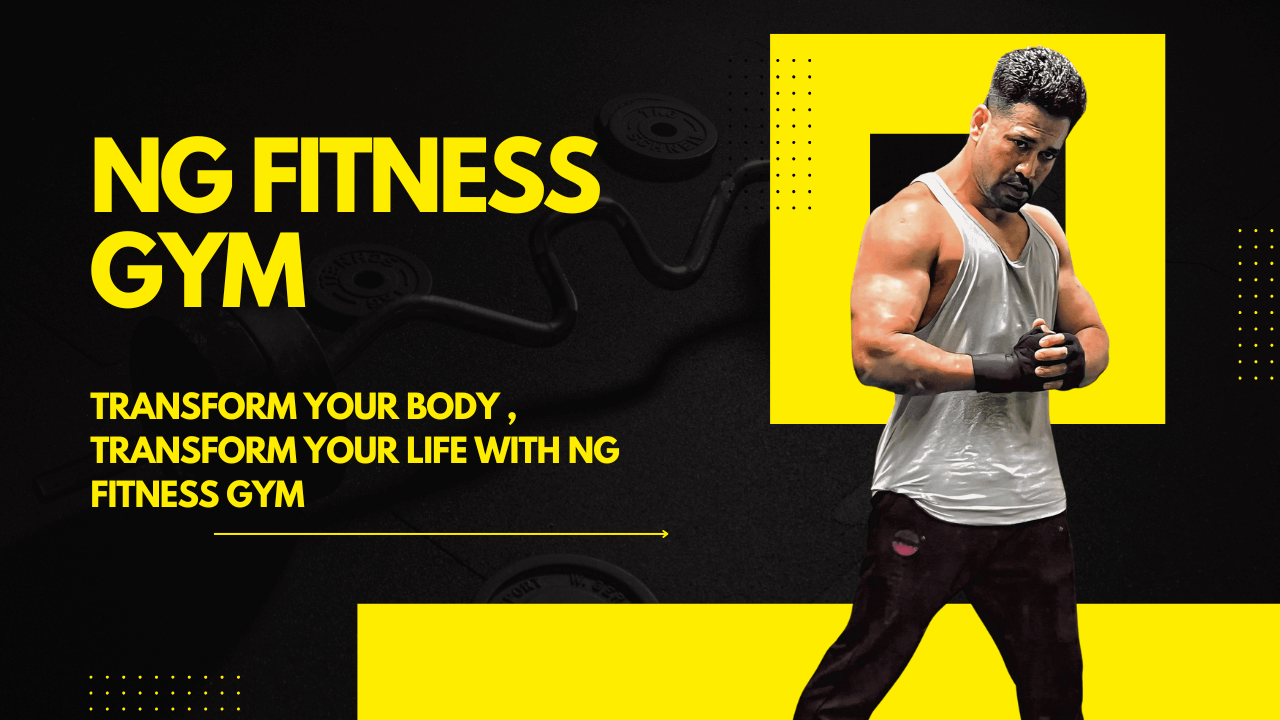 NG FITNESS
GYM
TRANSFORM YOUR BODY ,
TRANSFORM YOUR LIFE WITH NG
FITNESS GYM